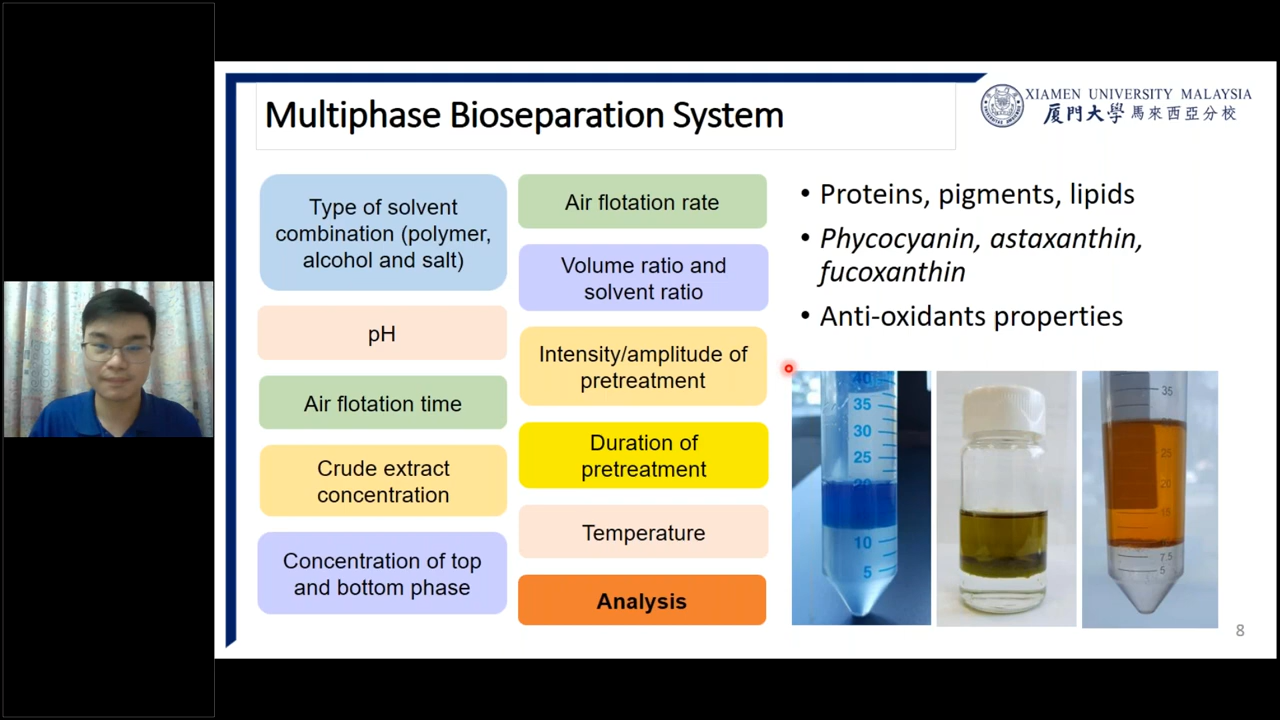 Multiphase Bioseparation System
XIAMEN UNIVERSITY MALAYSIA
厦門大學 馬來西亞分校
Type of solvent
combination (polymer,
alcohol and salt)
pH
Air flotation time
Crude extract
concentration
Concentration of top
and bottom phase
Air flotation rate
Volume ratio and
solvent ratio
Intensity/amplitude of
pretreatment
Duration of
pretreatment
Temperature
Analysis
• Proteins, pigments, lipids
• Phycocyanin, astaxanthin,
fucoxanthin
• Anti-oxidants properties
40
35
30
25
20
10
5
35
25
20
15
7.5
5
8